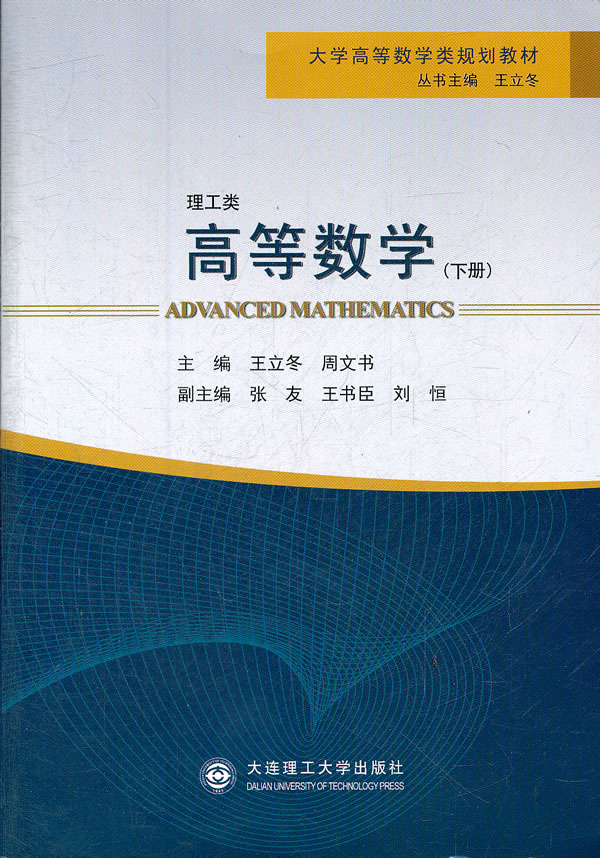 大学高等数学类规划教材
丛书主编 王立冬
理工类
高等数学(下册)
ADVANCED MATHEMATICS
主 编 王立冬 周文书
副主编 张 友 王书臣 刘 恒
大连理工大学出版社
DALIAN UNIVERSITY OF TECHNOLOGY PRESS